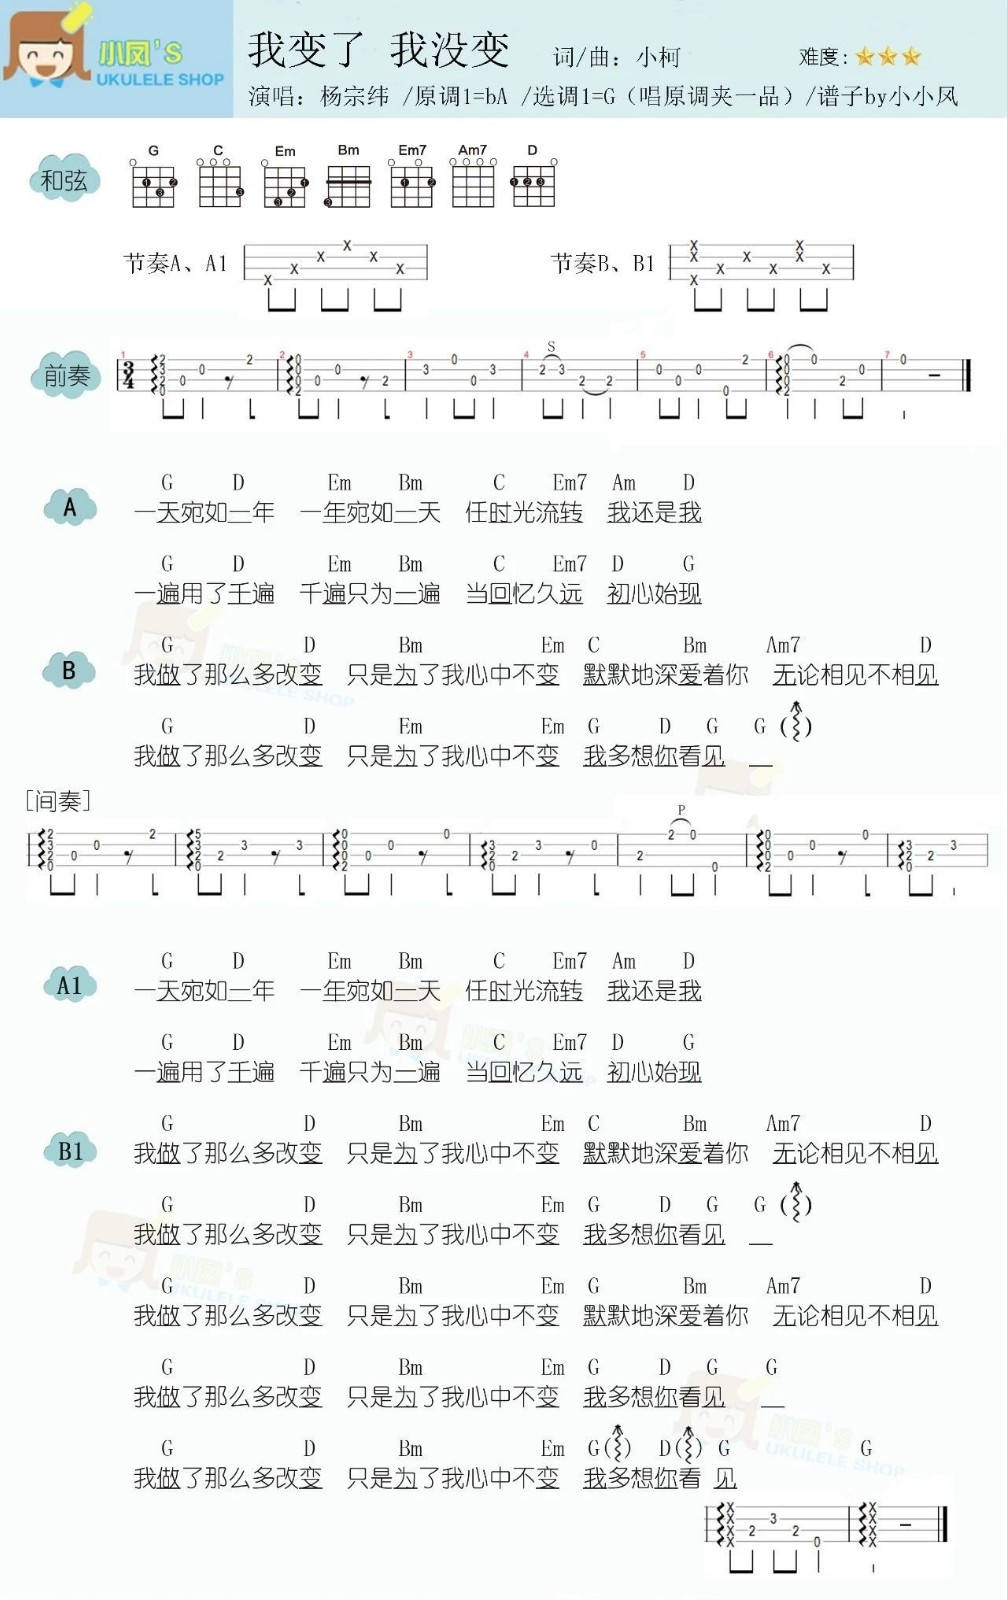 小凤'S
UKULELE SHOP
我变了 我没变 词/曲: 小柯 难度:
演唱: 杨宗纬 /原调1=bA /选调1=G (唱原调夹一品) /谱子by小小风
和弦 G C Em Bm Em7 Am7 D
节奏A、A1 节奏B、B1
前奏
G D Em Bm C Em7 Am D
A 一天宛如一年 一年宛如一天 任时光流转 我还是我
G D Em Bm C Em7 D G
一遍用了千遍 千遍只为一遍 当回忆久远 初心始现
G D Bm Em C Bm Am7 D
B 我做了那么多改变 只是为了我心中不变 默默地深爱着你 无论相见不相见
G D Em Em G D G G ( )
我做了那么多改变 只是为了我心中不变 我多想你看见 __
[间奏]
G D Em Bm C Em7 Am D
A1 一天宛如一年 一年宛如一天 任时光流转 我还是我
G D Em Bm C Em7 D G
一遍用了千遍 千遍只为一遍 当回忆久远 初心始现
G D Bm Em C Bm Am7 D
B1 我做了那么多改变 只是为了我心中不变 默默地深爱着你 无论相见不相见
G D Bm Em G D G G ( )
我做了那么多改变 只是为了我心中不变 我多想你看见 __
G D Bm Em G Bm Am7 D
我做了那么多改变 只是为了我心中不变 默默地深爱着你 无论相见不相见
G D Bm Em G D G G
我做了那么多改变 只是为了我心中不变 我多想你看见 __
G D Bm Em G( ) D( ) G G
我做了那么多改变 只是为了我心中不变 我多想你看 见